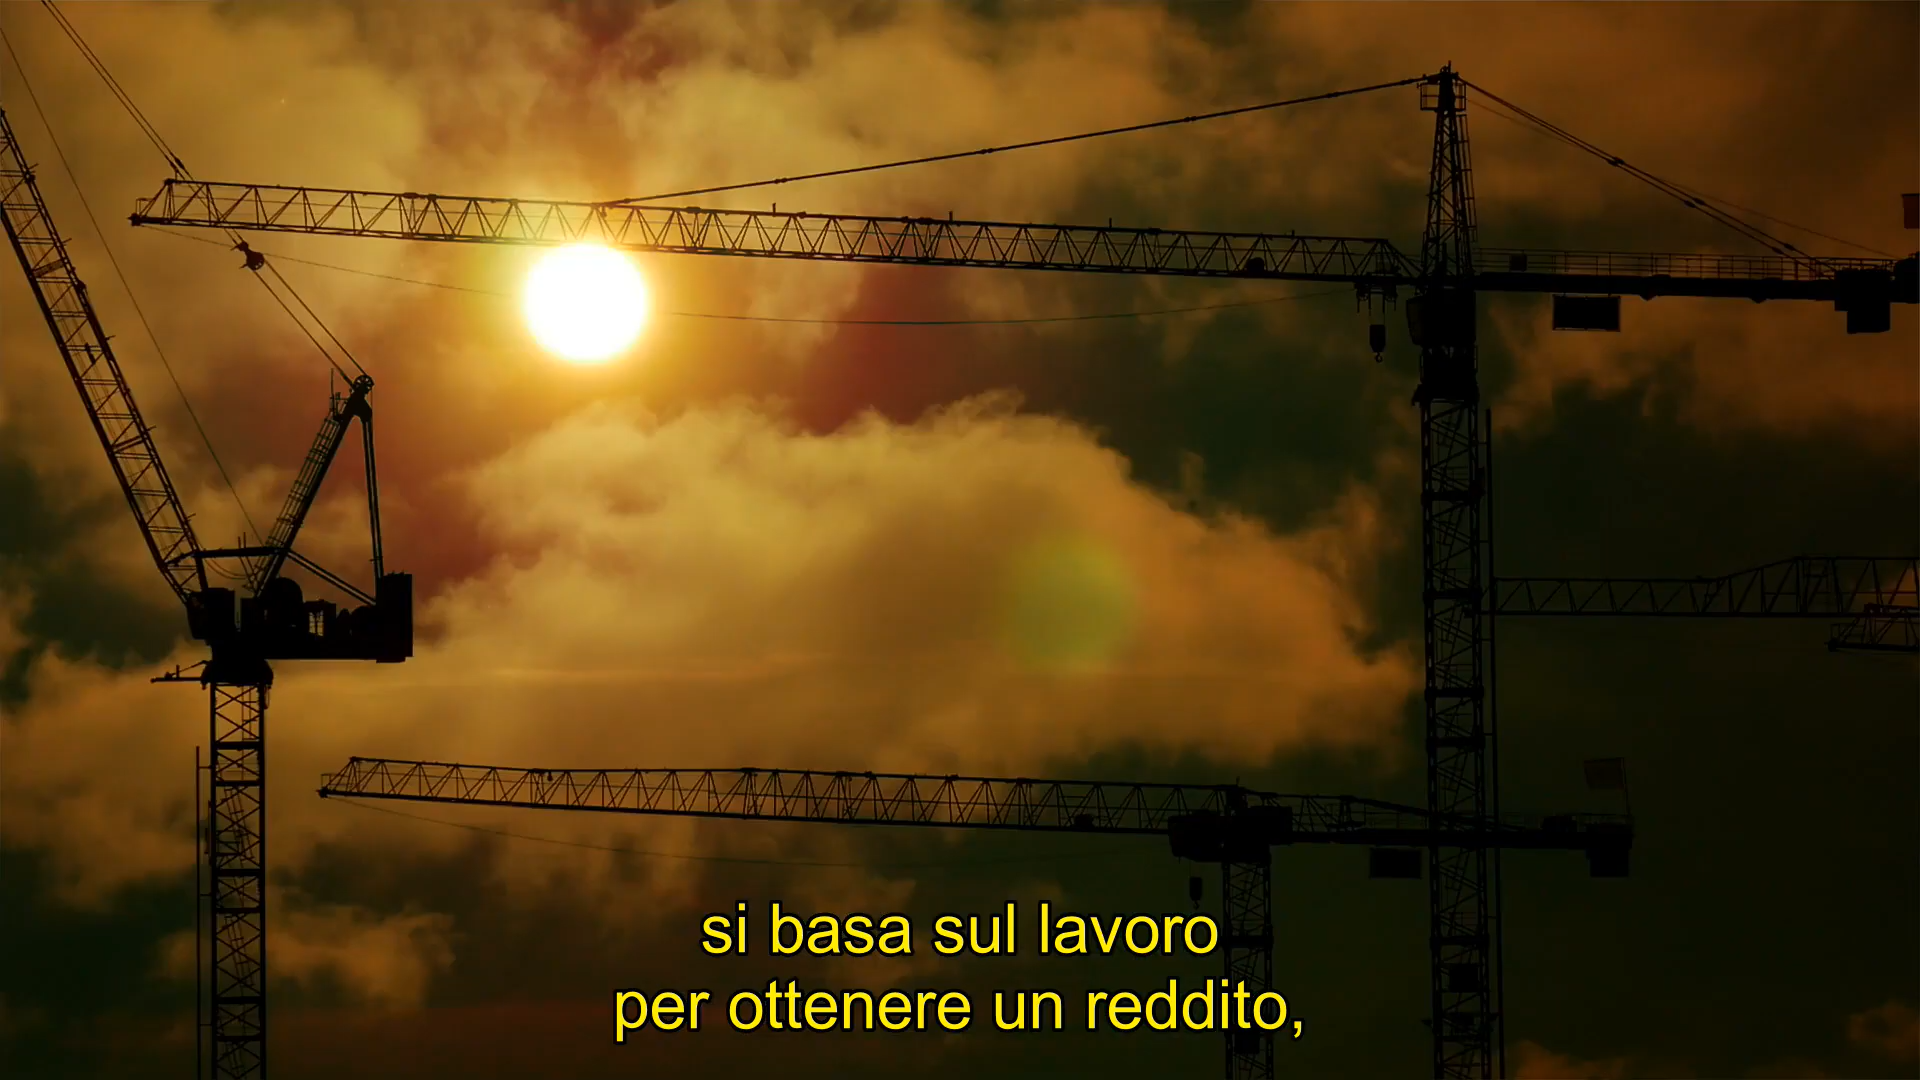 si basa sul lavoro
per ottenere un reddito,